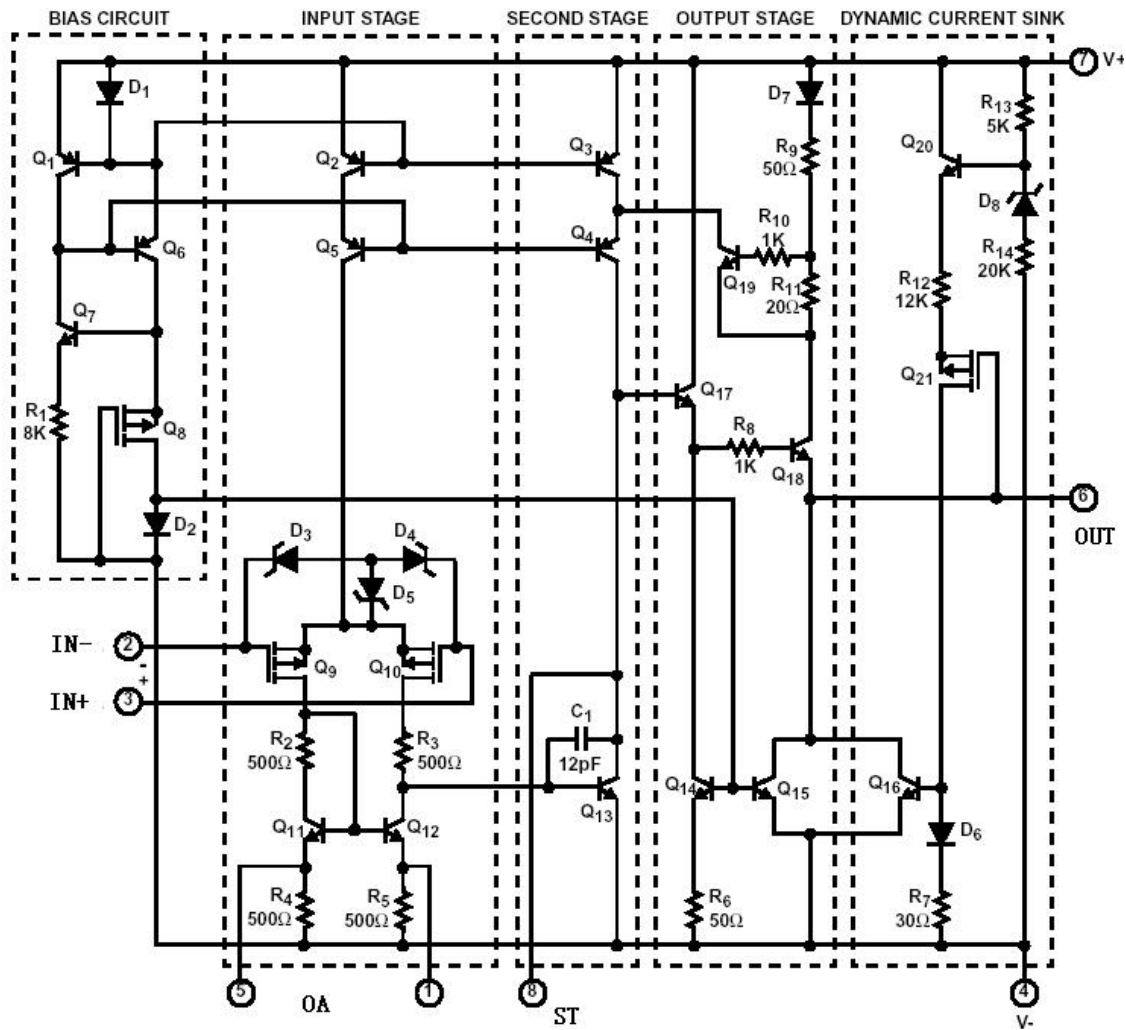 BIAS CIRCUIT
INPUT STAGE
SECOND STAGE
OUTPUT STAGE
DYNAMIC CURRENT SINK
7 V+
D1
D7
R13
5K
Q1
Q2
Q3
R9
50Ω
Q20
D8
Q6
Q5
Q4
R10
1K
Q19
R11
20Ω
R14
20K
R12
12K
Q7
Q21
R1
8K
Q8
Q17
R8
1K
Q18
6
OUT
D2
D3
D4
D5
IN- 2
-
+
IN+ 3
Q9
Q10
C1
12pF
R2
500Ω
R3
500Ω
Q13
Q14
Q15
Q16
Q11
Q12
D6
R4
500Ω
R5
500Ω
R6
50Ω
R7
30Ω
5
OA
1
8
ST
4
V-